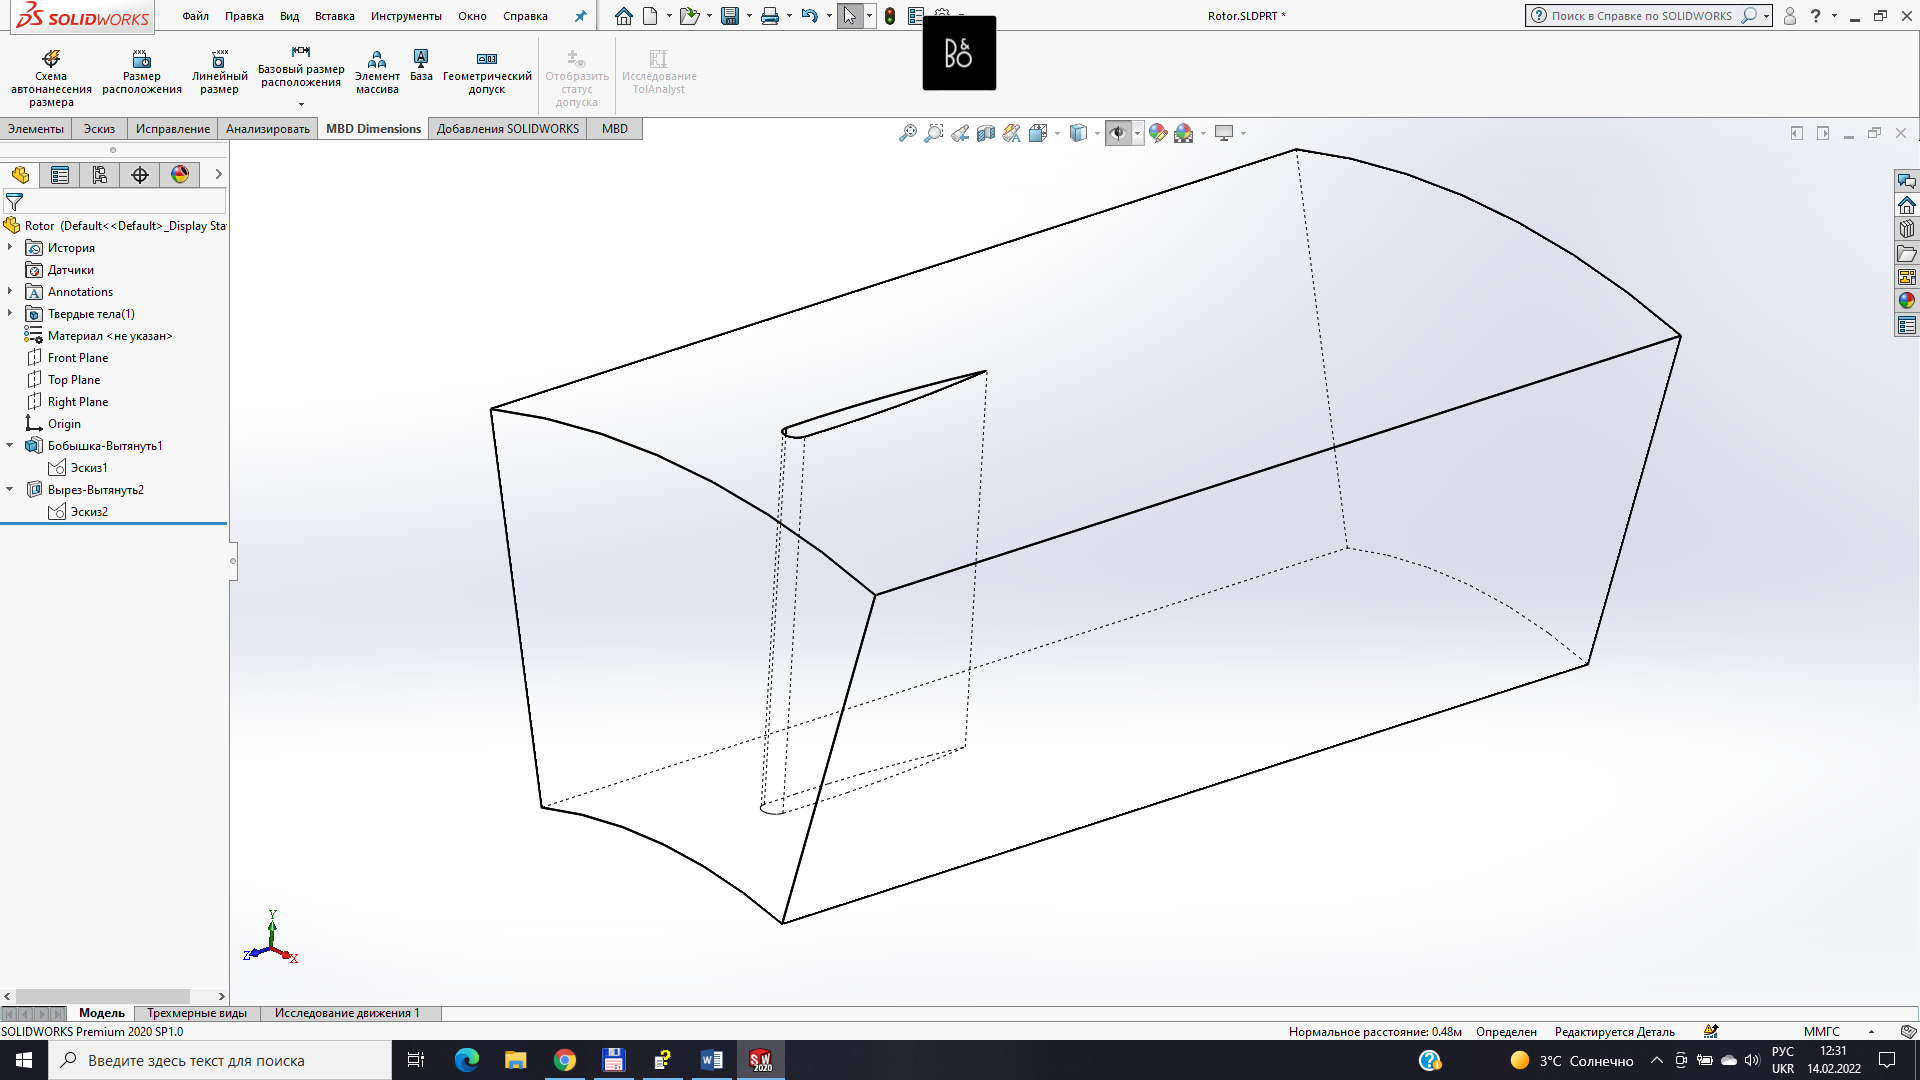 SOLIDWORKS
Файл Правка Вид Вставка Инструменты Окно Справка
Rotor.SLDPRT *
Поиск в Справке по SOLIDWORKS
?
B&O
Схема автонанесения размера
Размер расположения
Линейный размер
Базовый размер расположения
Элемент массива
База
Геометрический допуск
Отобразить статус допуска
Исследование TolAnalyst
Элементы Эскиз Исправление Анализировать MBD Dimensions Добавления SOLIDWORKS MBD
Rotor (Default<<Default>_Display Sta
История
Датчики
Annotations
Твердые тела(1)
Материал <не указан>
Front Plane
Top Plane
Right Plane
Origin
Бобышка-Вытянуть1
Эскиз1
Вырез-Вытянуть2
Эскиз2
Y
Z
X
Модель Трехмерные виды Исследование движения 1
SOLIDWORKS Premium 2020 SP1.0
Нормальное расстояние: 0.48м Определен Редактируется Деталь ММГС
Введите здесь текст для поиска
SW 2020
3°C Солнечно
РУС
UKR
12:31
14.02.2022